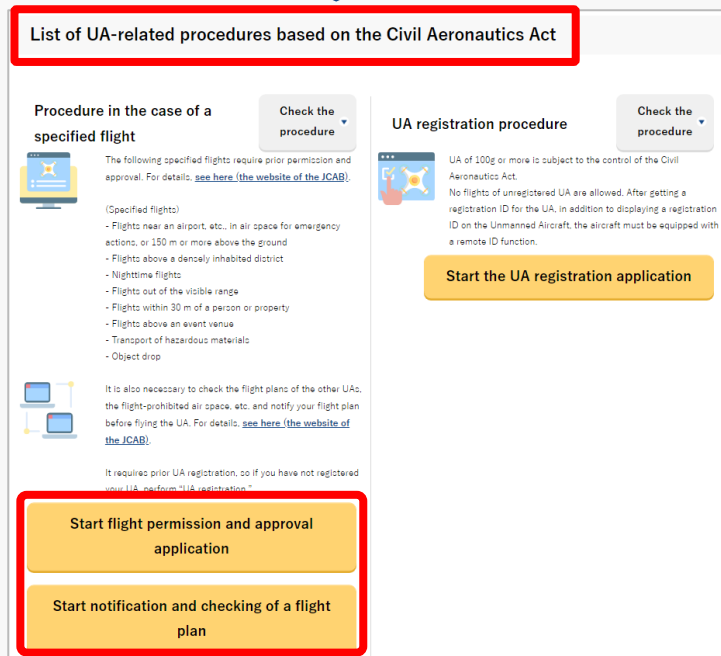 List of UA-related procedures based on the Civil Aeronautics Act
Procedure in the case of a
specified flight
Check the
procedure
The following specified flights require prior permission and
approval. For details, see here (the website of the JCAB).
(Specified flights)
- Flights near an airport, etc., in air space for emergency
actions, or 150 m or more above the ground
- Flights above a densely inhabited district
- Nighttime flights
- Flights out of the visible range
- Flights within 30 m of a person or property
- Flights above an event venue
- Transport of hazardous materials
- Object drop
It is also necessary to check the flight plans of the other UAs,
the flight-prohibited air space, etc. and notify your flight plan
before flying the UA. For details, see here (the website of
the JCAB).
It requires prior UA registration, so if you have not registered
your UA, perform "UA registration."
Start flight permission and approval
application
Start notification and checking of a flight
plan
UA registration procedure
Check the
procedure
UA of 100g or more is subject to the control of the Civil
Aeronautics Act.
No flights of unregistered UA are allowed. After getting a
registration ID for the UA, in addition to displaying a registration
ID on the Unmanned Aircraft, the aircraft must be equipped with
a remote ID function.
Start the UA registration application